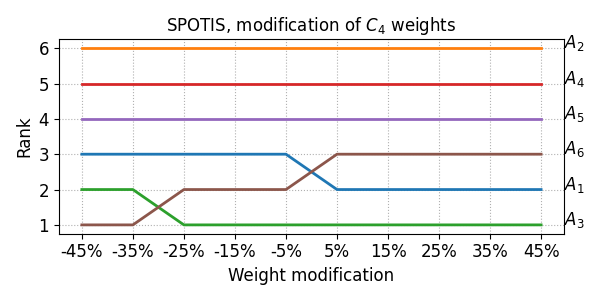 SPOTIS, modification of C₄ weights
6 A₂
5 A₄
4 A₅
3 A₆
2 A₁
1 A₃
Rank
-45% -35% -25% -15% -5% 5% 15% 25% 35% 45%
Weight modification